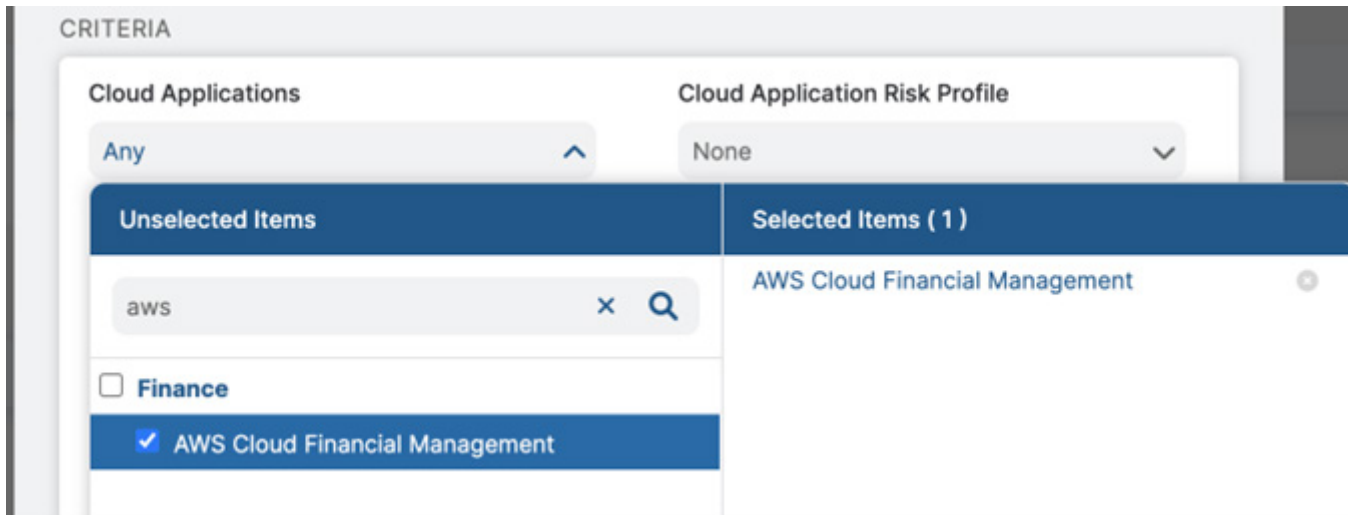 CRITERIA
Cloud Applications
Cloud Application Risk Profile
Any
None
Unselected Items
Selected Items ( 1 )
aws
AWS Cloud Financial Management
Finance
AWS Cloud Financial Management